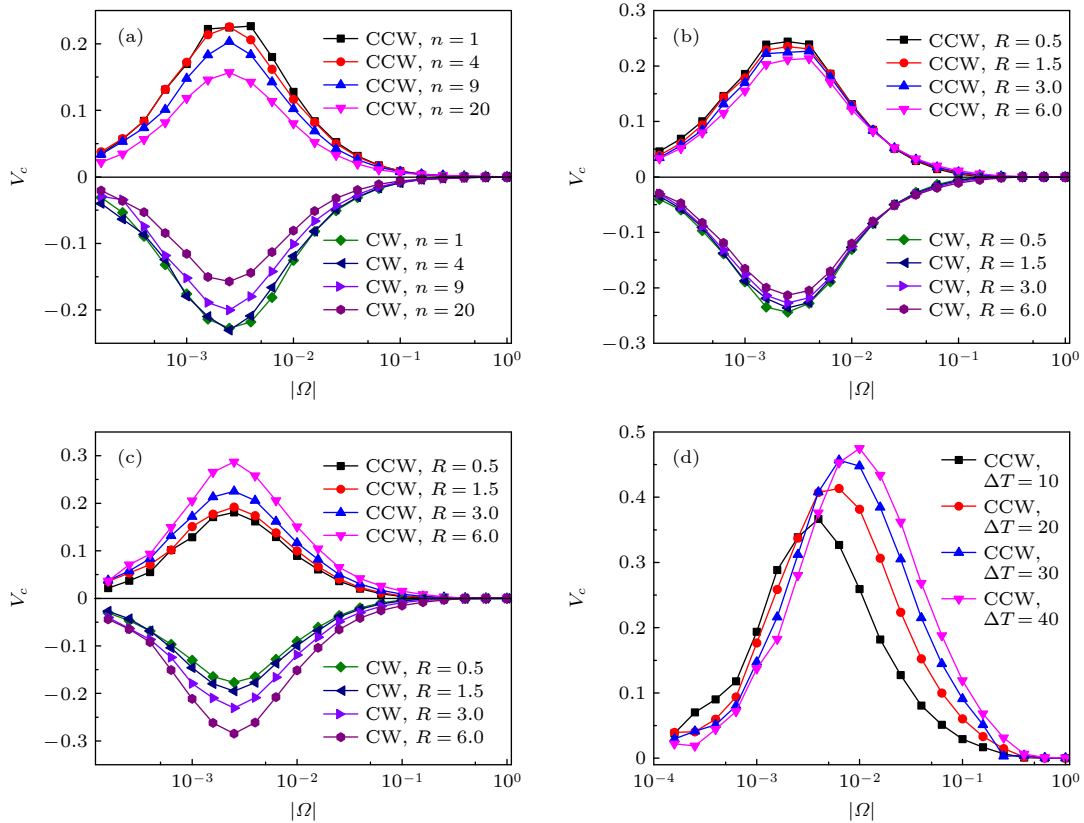 (a)
CCW, n = 1
CCW, n = 4
CCW, n = 9
CCW, n = 20
CW, n = 1
CW, n = 4
CW, n = 9
CW, n = 20
0.2
0.1
0
−0.1
−0.2
V_c
10⁻³
10⁻²
10⁻¹
10⁰
|Ω|
(b)
CCW, R = 0.5
CCW, R = 1.5
CCW, R = 3.0
CCW, R = 6.0
CW, R = 0.5
CW, R = 1.5
CW, R = 3.0
CW, R = 6.0
0.3
0.2
0.1
0
−0.1
−0.2
−0.3
V_c
10⁻³
10⁻²
10⁻¹
10⁰
|Ω|
(c)
CCW, R = 0.5
CCW, R = 1.5
CCW, R = 3.0
CCW, R = 6.0
CW, R = 0.5
CW, R = 1.5
CW, R = 3.0
CW, R = 6.0
0.3
0.2
0.1
0
−0.1
−0.2
−0.3
V_c
10⁻³
10⁻²
10⁻¹
10⁰
|Ω|
(d)
CCW,
ΔT = 10
CCW,
ΔT = 20
CCW,
ΔT = 30
CCW,
ΔT = 40
0.5
0.4
0.3
0.2
0.1
0
V_c
10⁻⁴
10⁻³
10⁻²
10⁻¹
10⁰
|Ω|